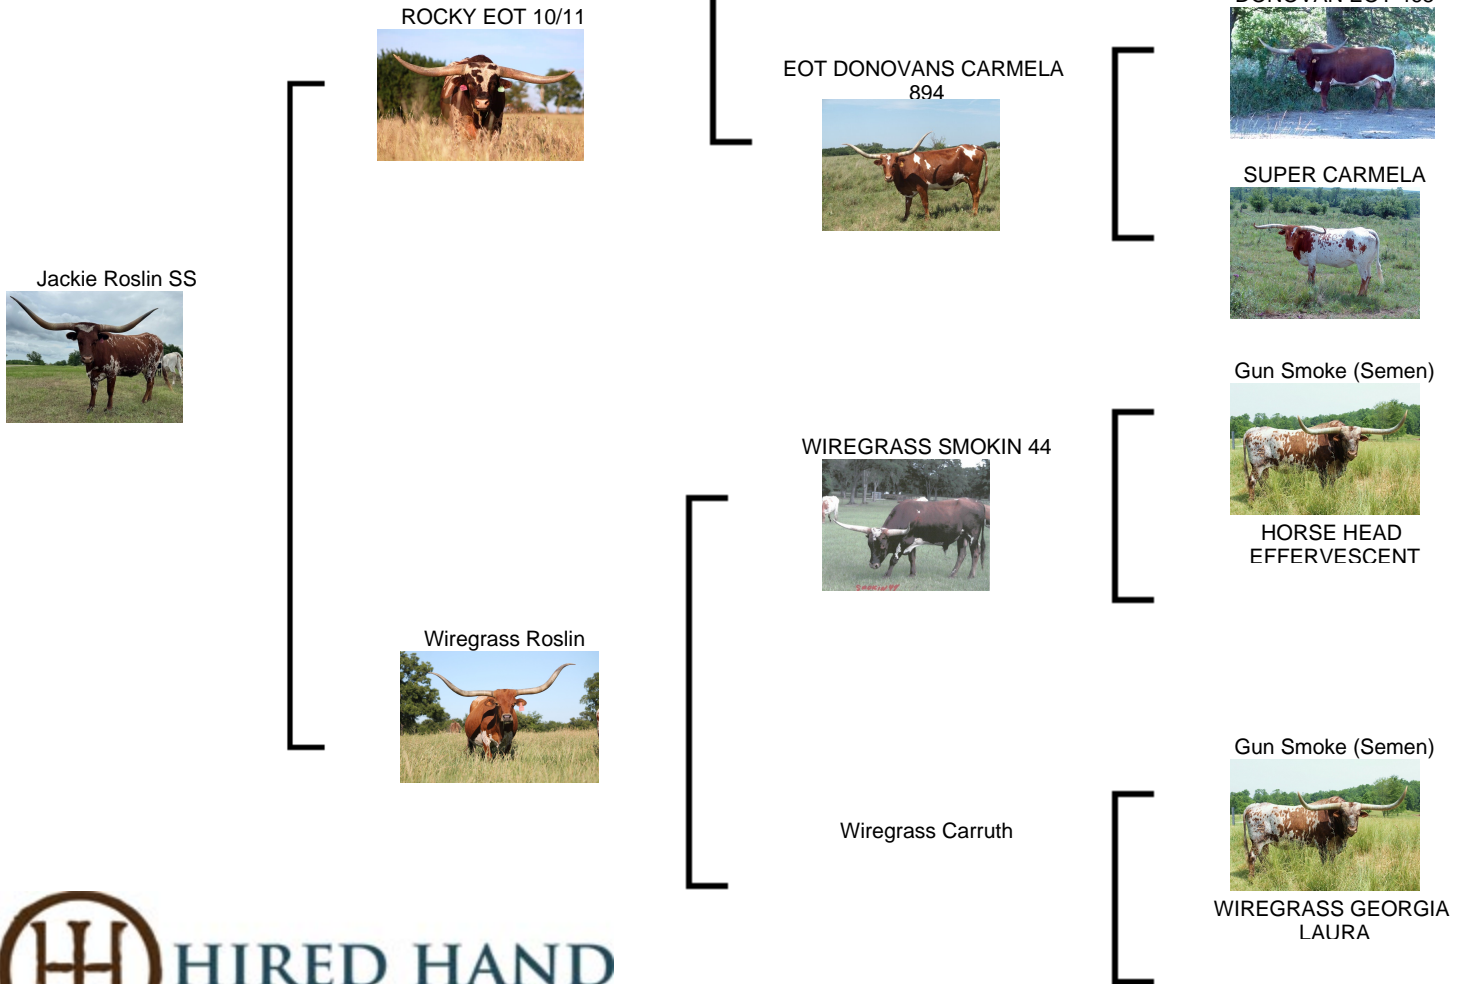 ROCKY EOT 10/11
EOT DONOVANS CARMELA
894
SUPER CARMELA
Jackie Roslin SS
Gun Smoke (Semen)
WIREGRASS SMOKIN 44
HORSE HEAD
EFFERVESCENT
Wiregrass Roslin
Gun Smoke (Semen)
Wiregrass Carruth
WIREGRASS GEORGIA
LAURA
HIRED HAND